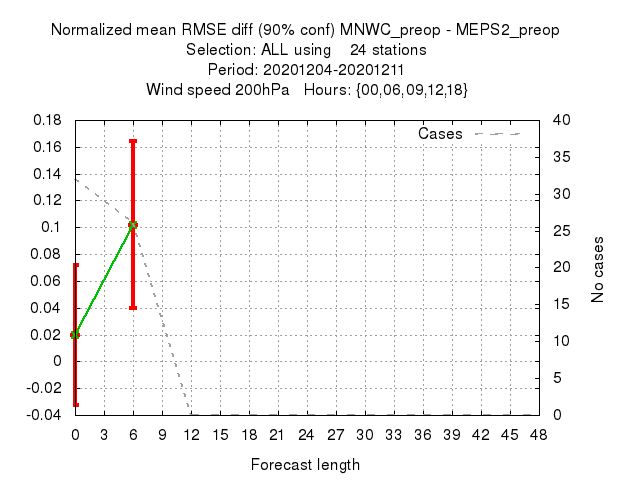 Normalized mean RMSE diff (90% conf) MNWC_preop - MEPS2_preop
Selection: ALL using 24 stations
Period: 20201204-20201211
Wind speed 200hPa Hours: {00,06,09,12,18}
Cases
0.18
0.16
0.14
0.12
0.1
0.08
0.06
0.04
0.02
0
-0.02
-0.04
40
35
30
25
20
15
10
5
0
No cases
0 3 6 9 12 15 18 21 24 27 30 33 36 39 42 45 48
Forecast length